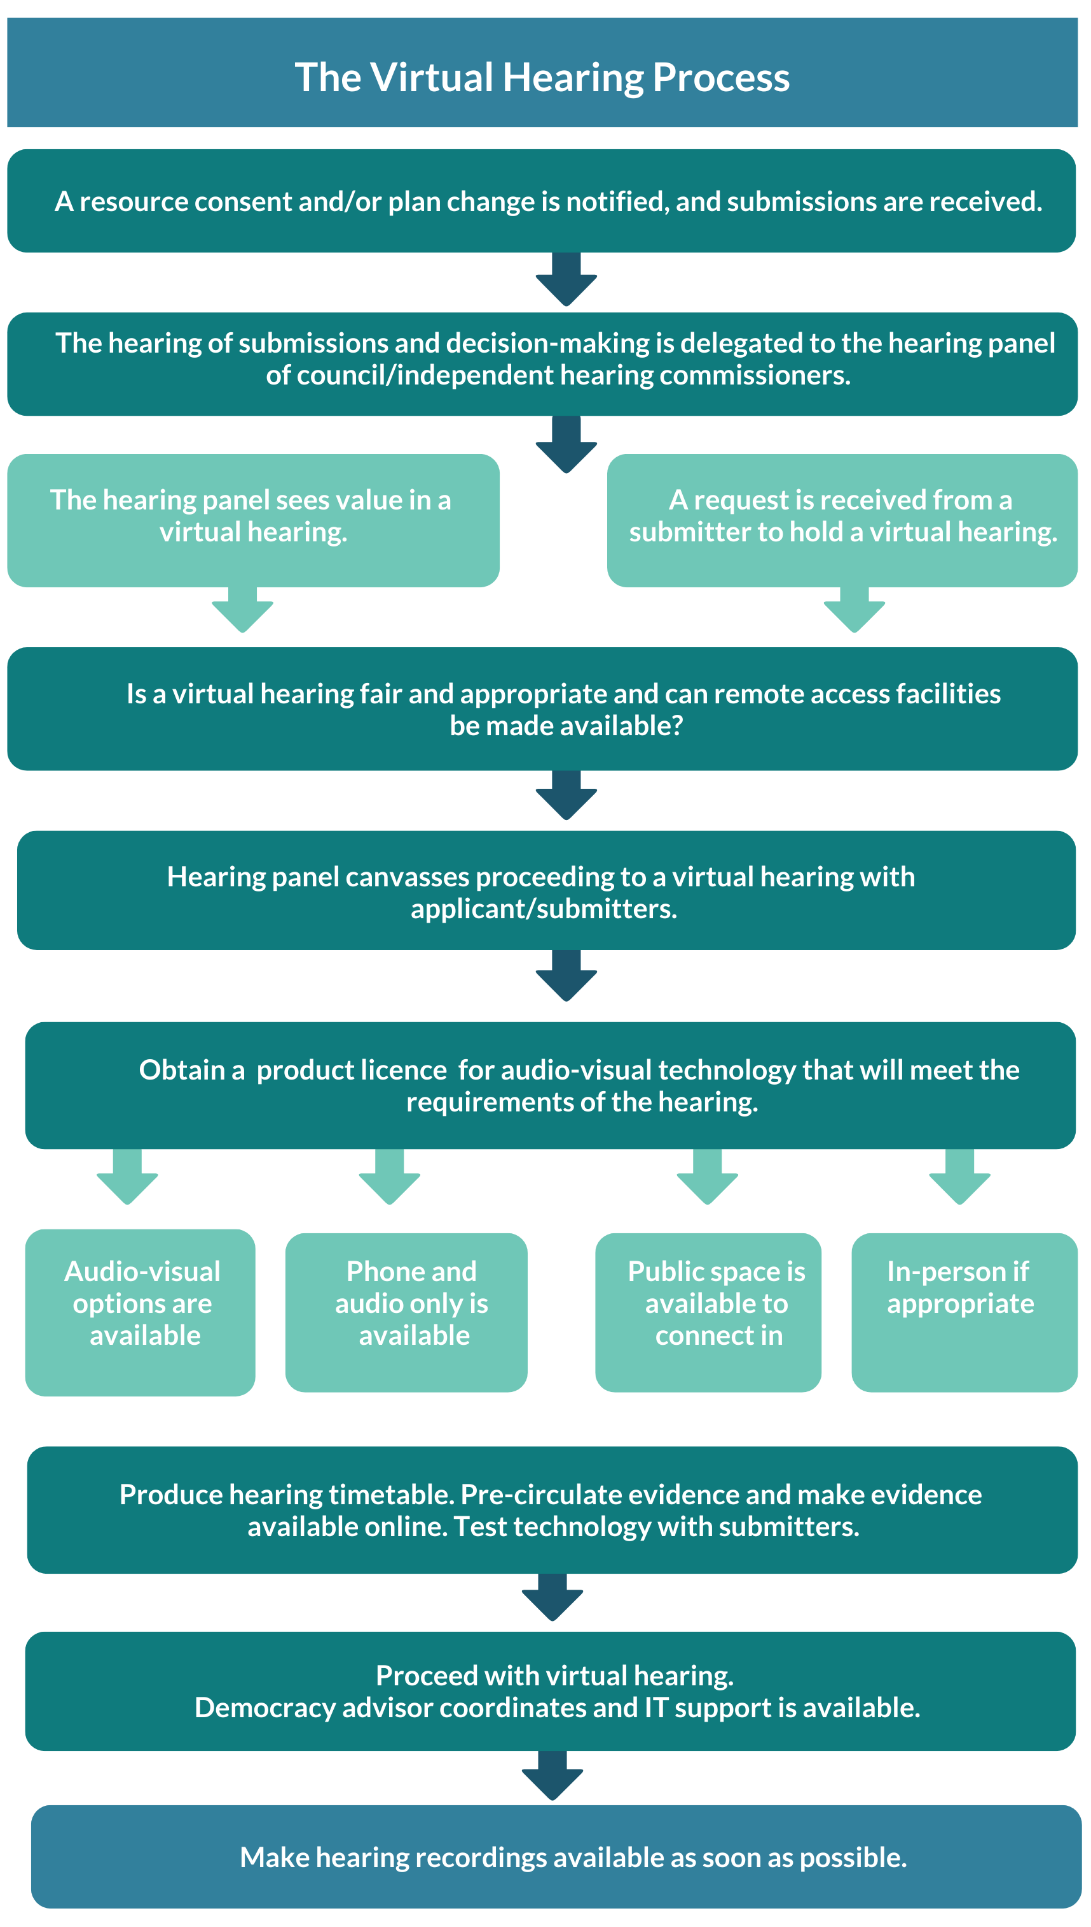 The Virtual Hearing Process
A resource consent and/or plan change is notified, and submissions are received.
The hearing of submissions and decision-making is delegated to the hearing panel
of council/independent hearing commissioners.
The hearing panel sees value in a
virtual hearing.
A request is received from a
submitter to hold a virtual hearing.
Is a virtual hearing fair and appropriate and can remote access facilities
be made available?
Hearing panel canvasses proceeding to a virtual hearing with
applicant/submitters.
Obtain a product licence for audio-visual technology that will meet the
requirements of the hearing.
Audio-visual
options are
available
Phone and
audio only is
available
Public space is
available to
connect in
In-person if
appropriate
Produce hearing timetable. Pre-circulate evidence and make evidence
available online. Test technology with submitters.
Proceed with virtual hearing.
Democracy advisor coordinates and IT support is available.
Make hearing recordings available as soon as possible.